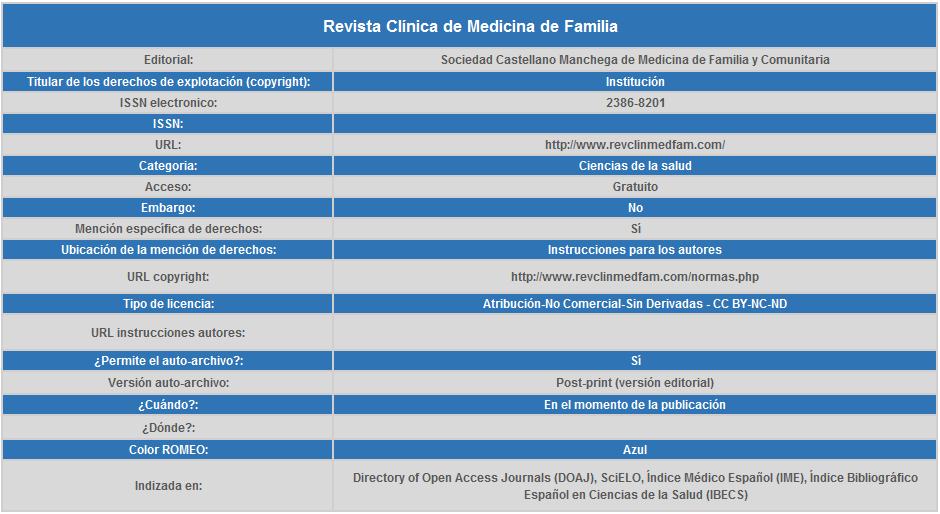 Revista Clínica de Medicina de Familia
Editorial: Sociedad Castellano Manchega de Medicina de Familia y Comunitaria
Titular de los derechos de explotación (copyright): Institución
ISSN electronico: 2386-8201
ISSN:
URL: http://www.revclinmedfam.com/
Categoria: Ciencias de la salud
Acceso: Gratuito
Embargo: No
Mención específica de derechos: Sí
Ubicación de la mención de derechos: Instrucciones para los autores
URL copyright: http://www.revclinmedfam.com/normas.php
Tipo de licencia: Atribución-No Comercial-Sin Derivadas - CC BY-NC-ND
URL instrucciones autores:
¿Permite el auto-archivo?: Sí
Versión auto-archivo: Post-print (versión editorial)
¿Cuándo?: En el momento de la publicación
¿Dónde?:
Color ROMEO: Azul
Indizada en: Directory of Open Access Journals (DOAJ), SciELO, Índice Médico Español (IME), Índice Bibliográfico
Español en Ciencias de la Salud (IBECS)